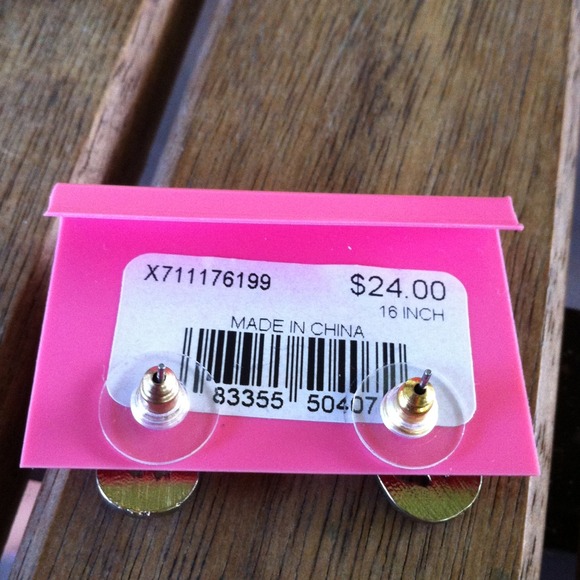 X711176199 $24.00
16 INCH
MADE IN CHINA
83355 50407